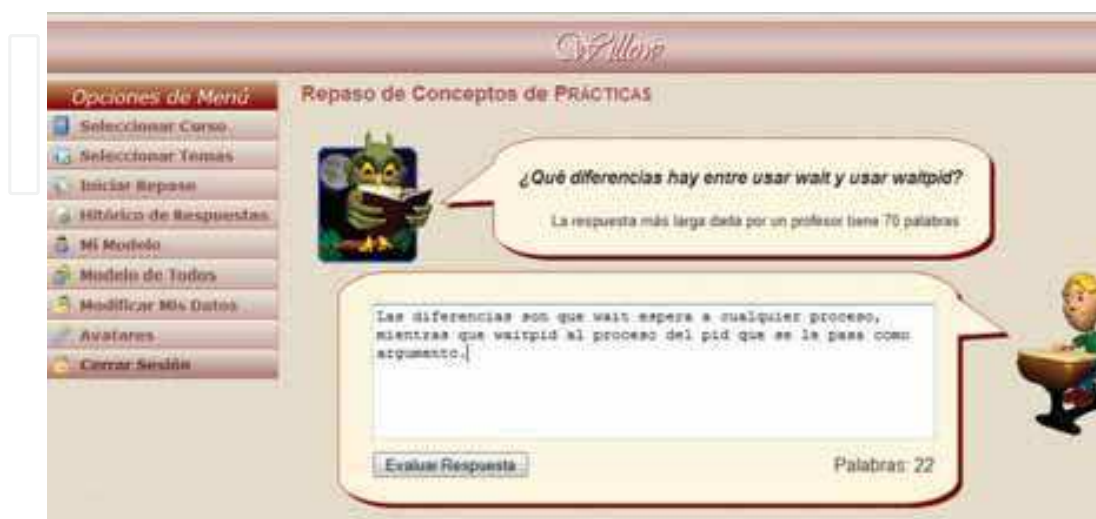 Willow
Opciones de Menú
Seleccionar Curso
Seleccionar Temas
Iniciar Repaso
Hitórico de Respuestas
Mi Modelo
Modelo de Todos
Modificar Mis Datos
Avatares
Cerrar Sesión
Repaso de Conceptos de PRÁCTICAS
¿Qué diferencias hay entre usar wait y usar waitpid?
La respuesta más larga dada por un profesor tiene 70 palabras
Las diferencias son que wait espera a cualquier proceso,
mientras que waitpid al proceso del pid que se la pasa como
argumento.
Evaluar Respuesta
Palabras: 22